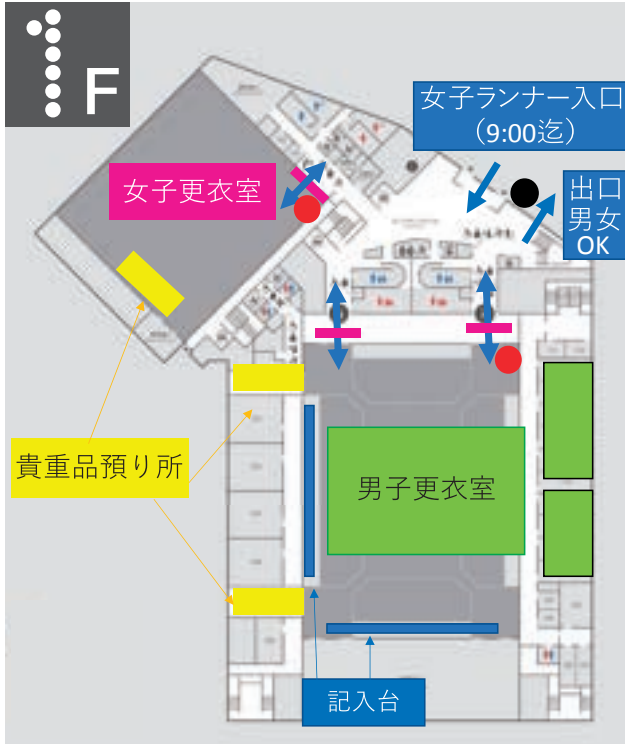 1F
女子ランナー入口
（9:00迄）
女子更衣室
出口
男女
OK
貴重品預り所
男子更衣室
記入台